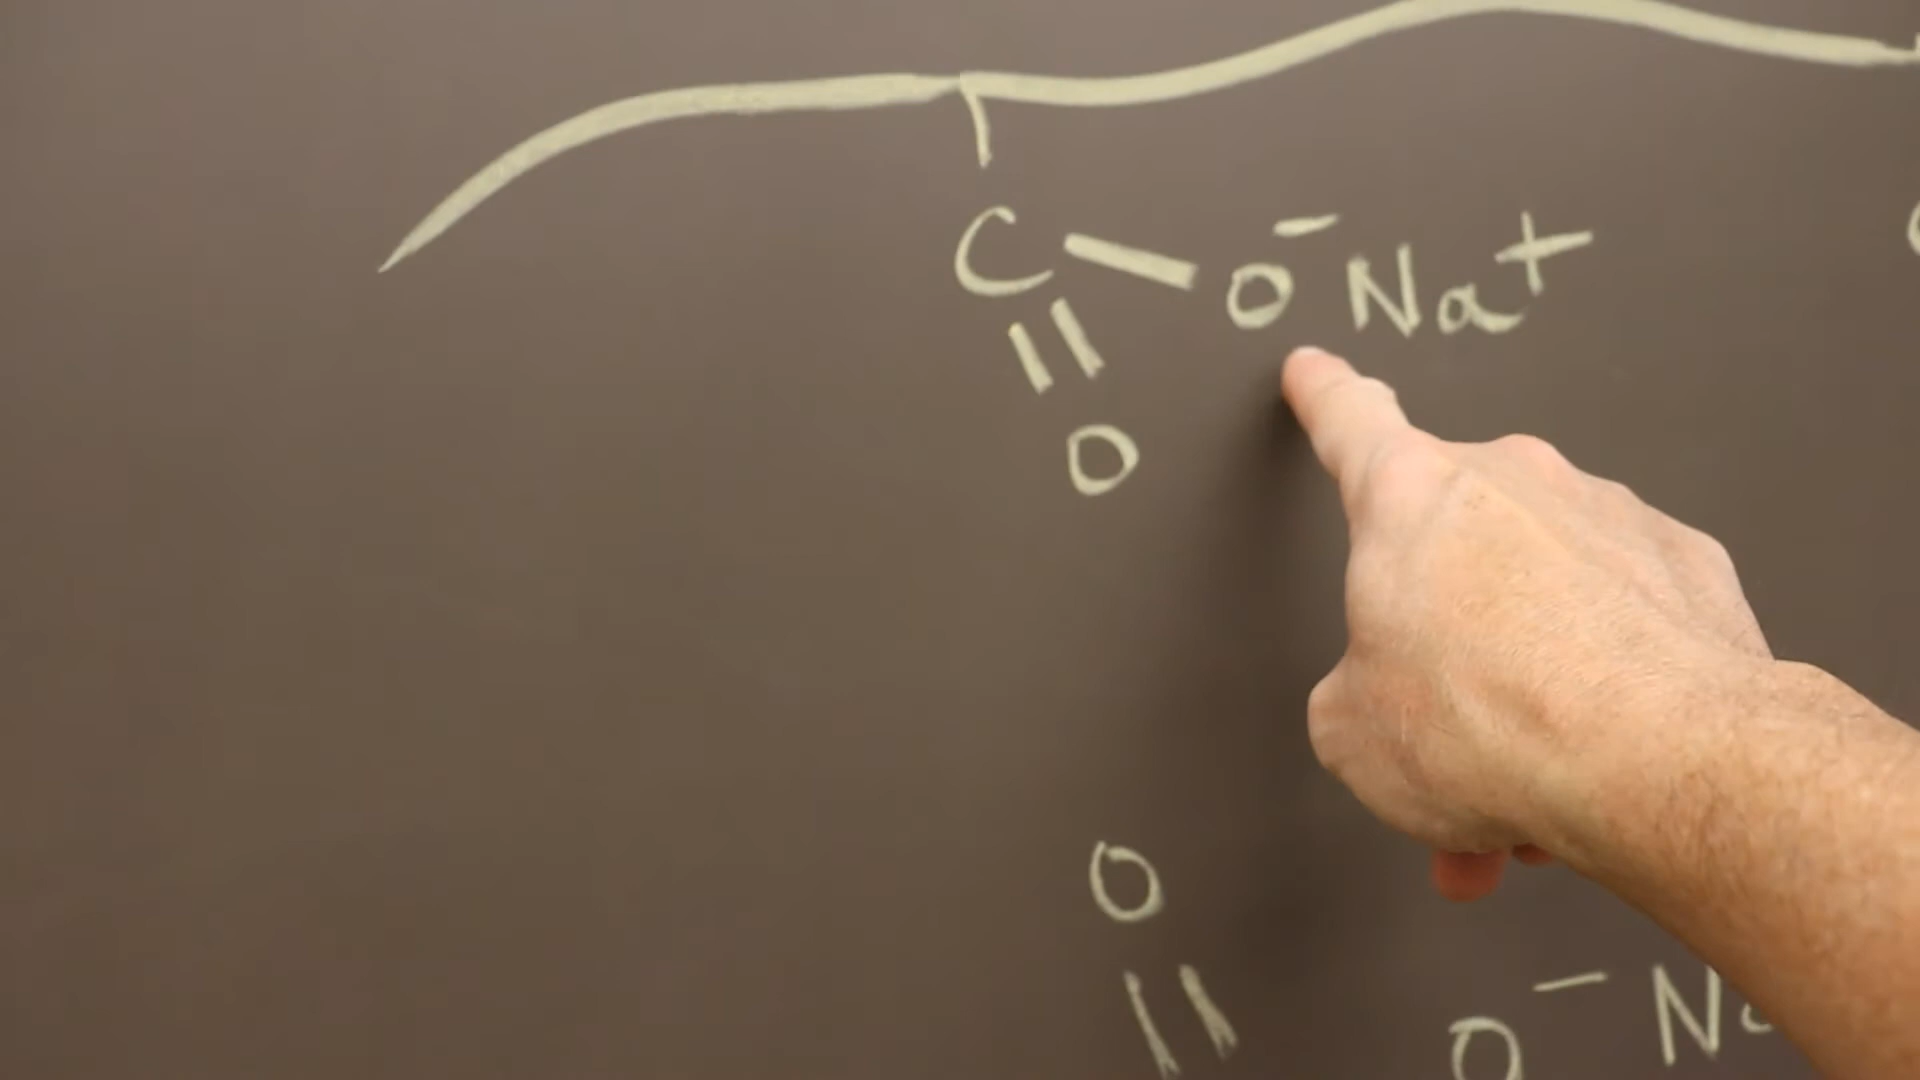 C — O⁻ Na⁺
||
O
O
||
O⁻ Na